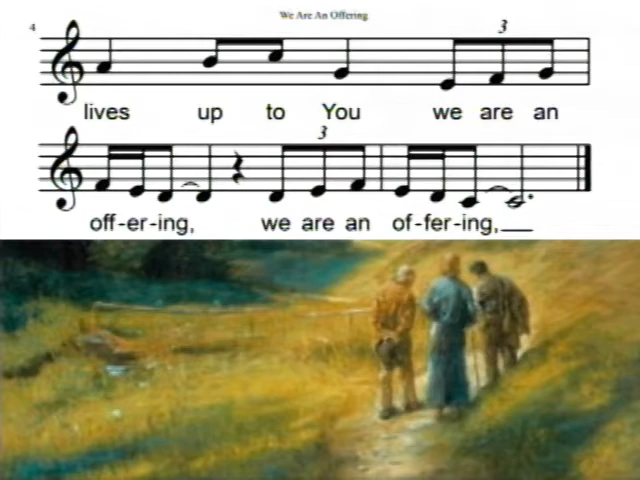 We Are An Offering
4
3
lives up to You we are an
3
off-er-ing, we are an of-fer-ing,__